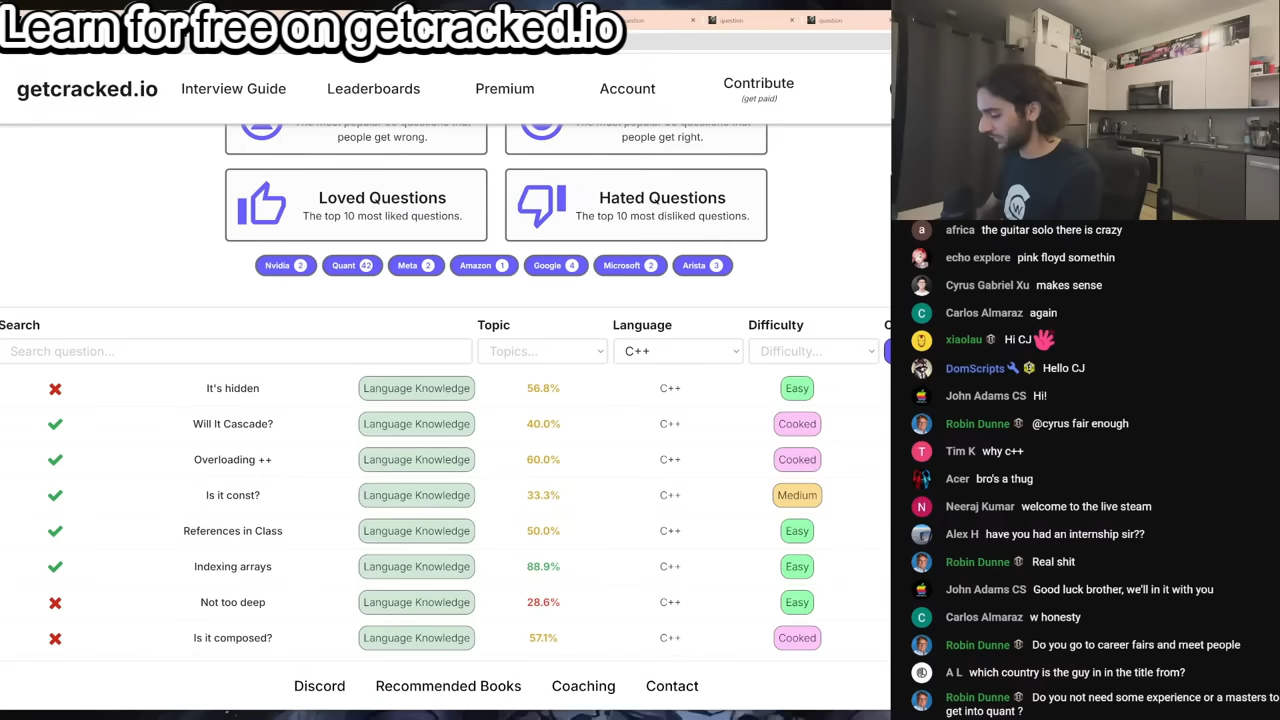 Learn for free on getcracked.io
question
question
getcracked.io
Interview Guide
Leaderboards
Premium
Account
Contribute
(get paid)
people get wrong.
people get right.
Loved Questions
The top 10 most liked questions.
Hated Questions
The top 10 most disliked questions.
Nvidia 2
Quant 42
Meta 2
Amazon 1
Google 4
Microsoft 2
Arista 3
Search
Topic
Language
Difficulty
Search question...
Topics...
C++
Difficulty...
It's hidden Language Knowledge 56.8% C++ Easy
Will It Cascade? Language Knowledge 40.0% C++ Cooked
Overloading ++ Language Knowledge 60.0% C++ Cooked
Is it const? Language Knowledge 33.3% C++ Medium
References in Class Language Knowledge 50.0% C++ Easy
Indexing arrays Language Knowledge 88.9% C++ Easy
Not too deep Language Knowledge 28.6% C++ Easy
Is it composed? Language Knowledge 57.1% C++ Cooked
Discord
Recommended Books
Coaching
Contact
a africa the guitar solo there is crazy
echo explore pink floyd somethin
Cyrus Gabriel Xu makes sense
C Carlos Almaraz again
xiaolau Hi CJ
DomScripts Hello CJ
John Adams CS Hi!
Robin Dunne @cyrus fair enough
T Tim K why c++
Acer bro's a thug
N Neeraj Kumar welcome to the live steam
Alex H have you had an internship sir??
Robin Dunne Real shit
John Adams CS Good luck brother, we'll in it with you
C Carlos Almaraz w honesty
Robin Dunne Do you go to career fairs and meet people
A L which country is the guy in in the title from?
Robin Dunne Do you not need some experience or a masters to
get into quant ?